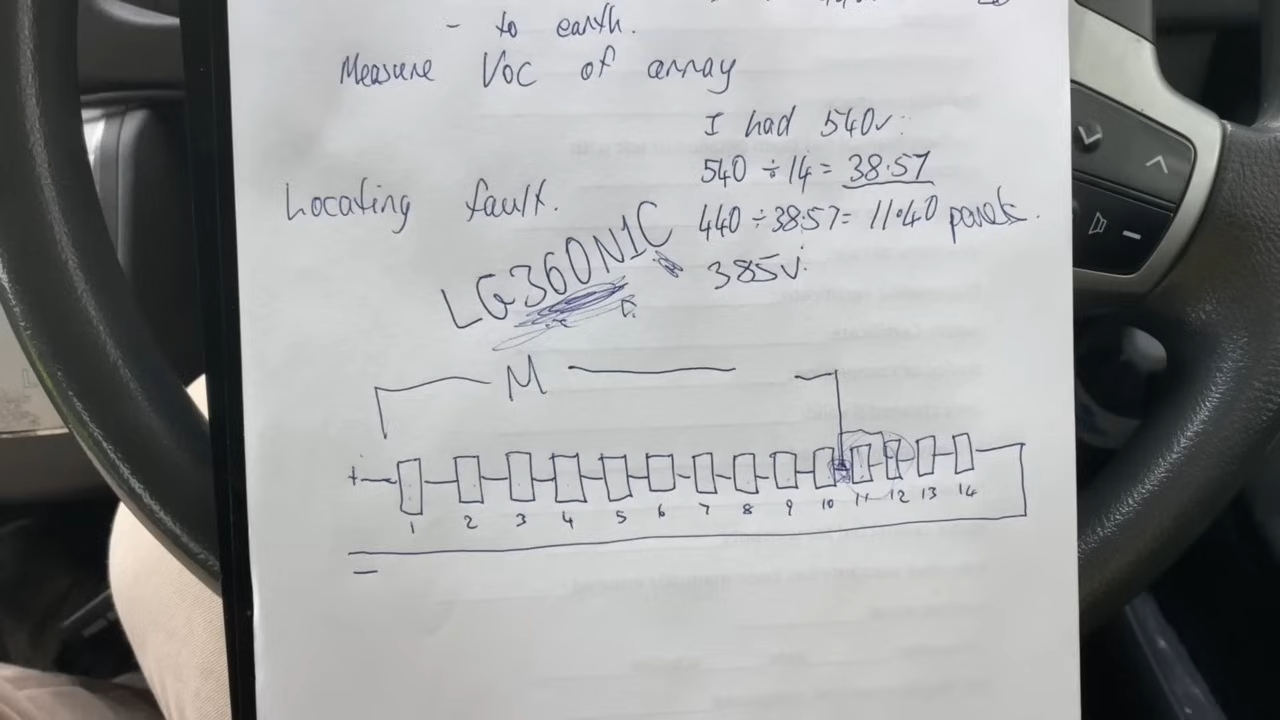 - to earth.
Measure Voc of array
I had 540v.
540 ÷ 14 = 38.57
Locating fault.
440 ÷ 38.57 = 11.40 panels.
LG360N1C
385v.
M
+
1 2 3 4 5 6 7 8 9 10 11 12 13 14
-